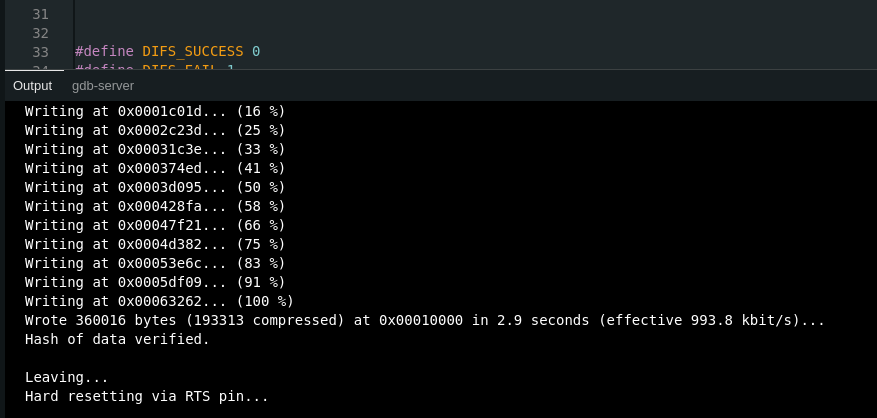 31
32
33 #define DIFS_SUCCESS 0
34 #define DIFS_FAIL 1
Output gdb-server
Writing at 0x0001c01d... (16 %)
Writing at 0x0002c23d... (25 %)
Writing at 0x00031c3e... (33 %)
Writing at 0x000374ed... (41 %)
Writing at 0x0003d095... (50 %)
Writing at 0x000428fa... (58 %)
Writing at 0x00047f21... (66 %)
Writing at 0x0004d382... (75 %)
Writing at 0x00053e6c... (83 %)
Writing at 0x0005df09... (91 %)
Writing at 0x00063262... (100 %)
Wrote 360016 bytes (193313 compressed) at 0x00010000 in 2.9 seconds (effective 993.8 kbit/s)...
Hash of data verified.
Leaving...
Hard resetting via RTS pin...